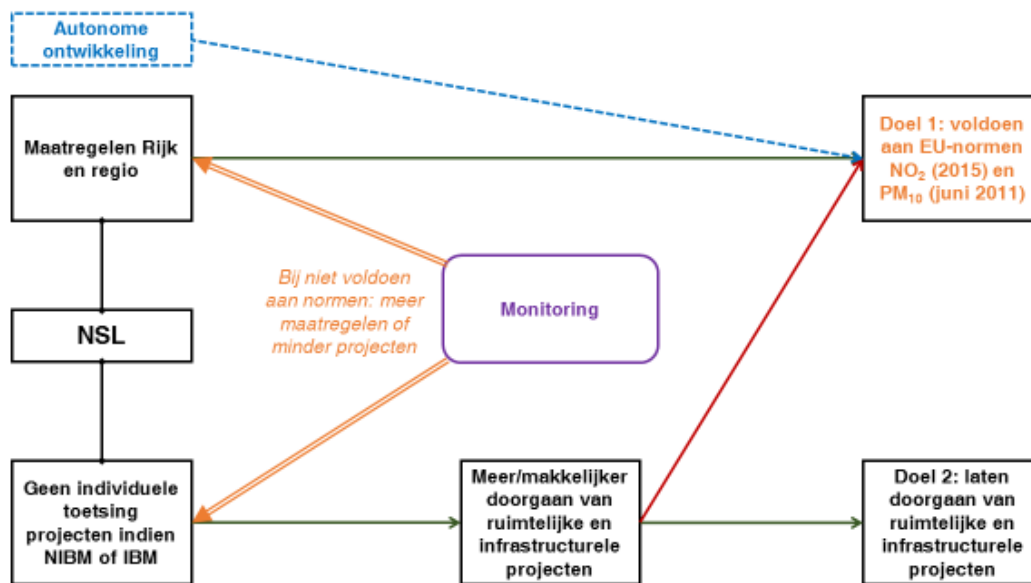 Autonome
ontwikkeling
Maatregelen Rijk
en regio
Doel 1: voldoen
aan EU-normen
NO₂ (2015) en
PM₁₀ (juni 2011)
Bij niet voldoen
aan normen: meer
maatregelen of
minder projecten
Monitoring
NSL
Geen individuele
toetsing
projecten indien
NIBM of IBM
Meer/makkelijker
doorgaan van
ruimtelijke en
infrastructurele
projecten
Doel 2: laten
doorgaan van
ruimtelijke en
infrastructurele
projecten